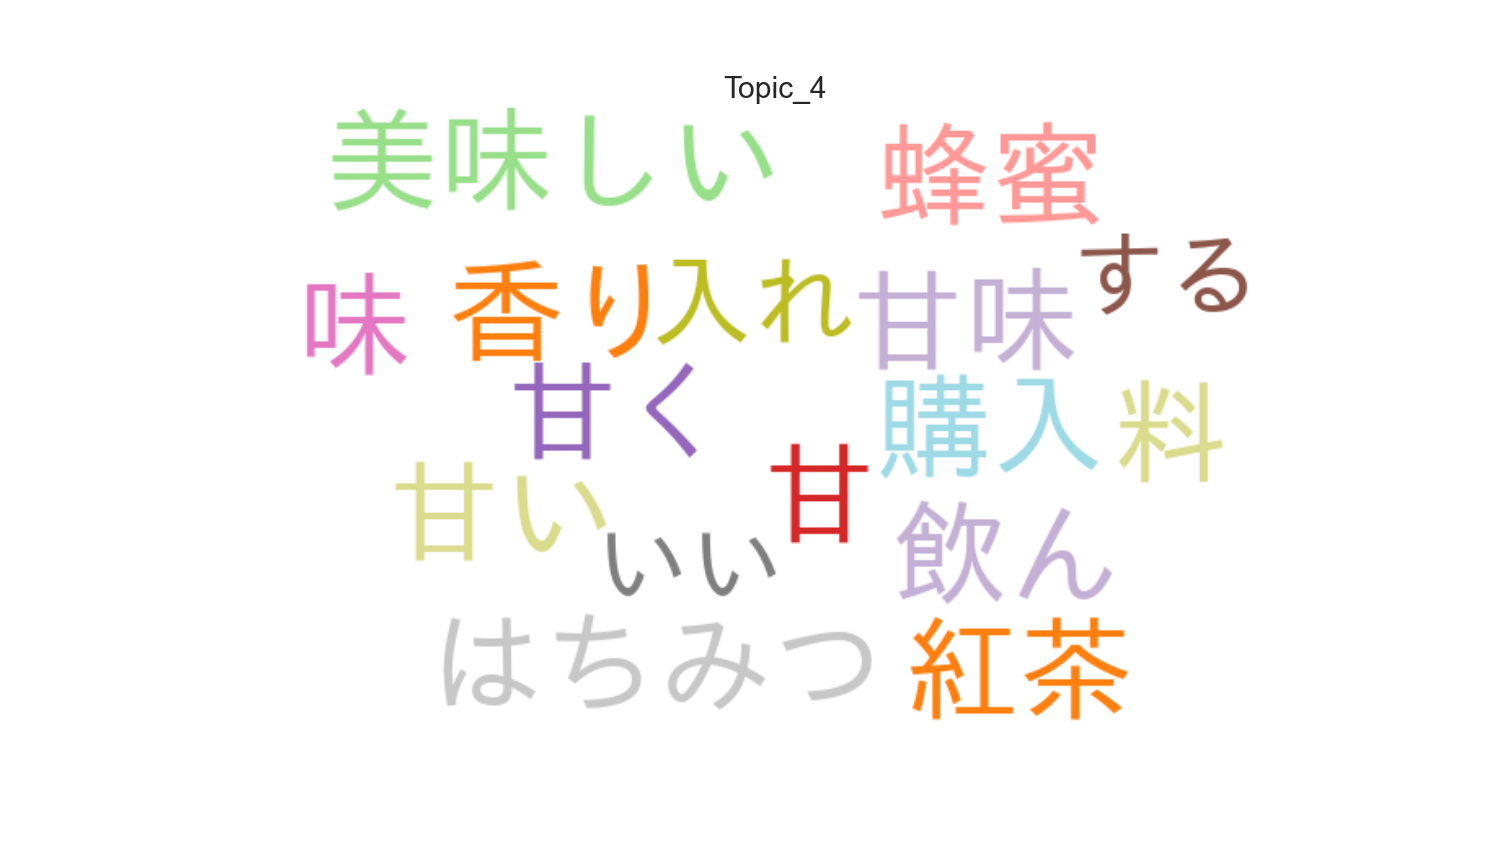 Topic_4
美味しい 蜂蜜
する
味 香り 入れ 甘味
甘く 購入 料
甘い 甘
いい 飲ん
はちみつ 紅茶